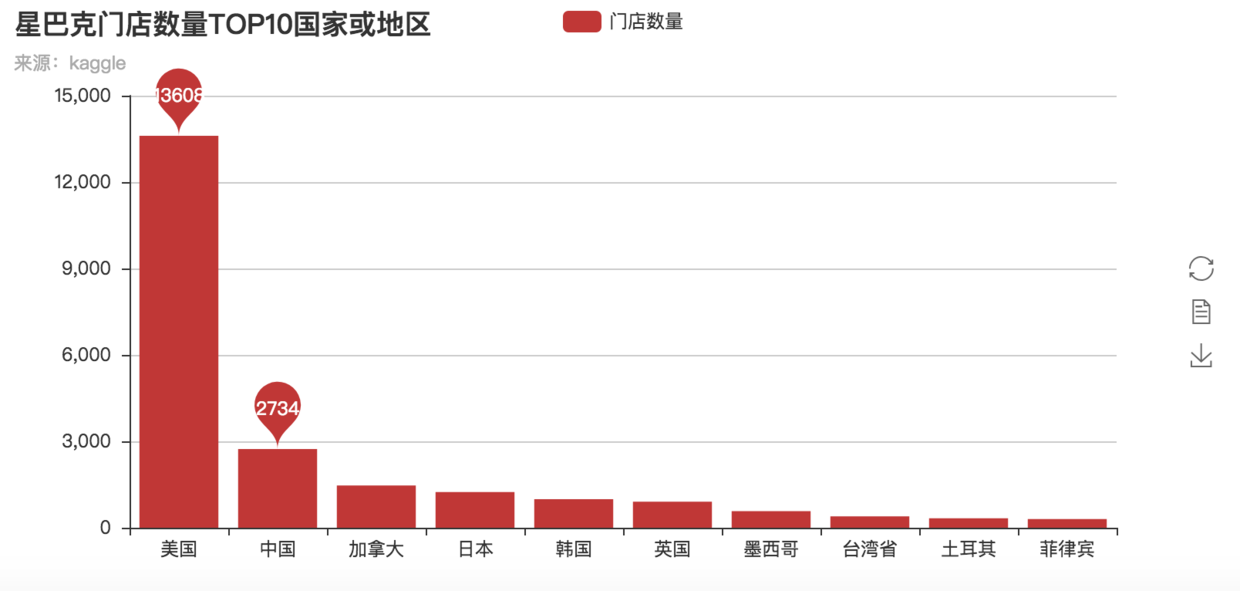 星巴克门店数量TOP10国家或地区
门店数量
来源：kaggle
15,000
12,000
9,000
6,000
3,000
0
13608
2734
美国 中国 加拿大 日本 韩国 英国 墨西哥 台湾省 土耳其 菲律宾